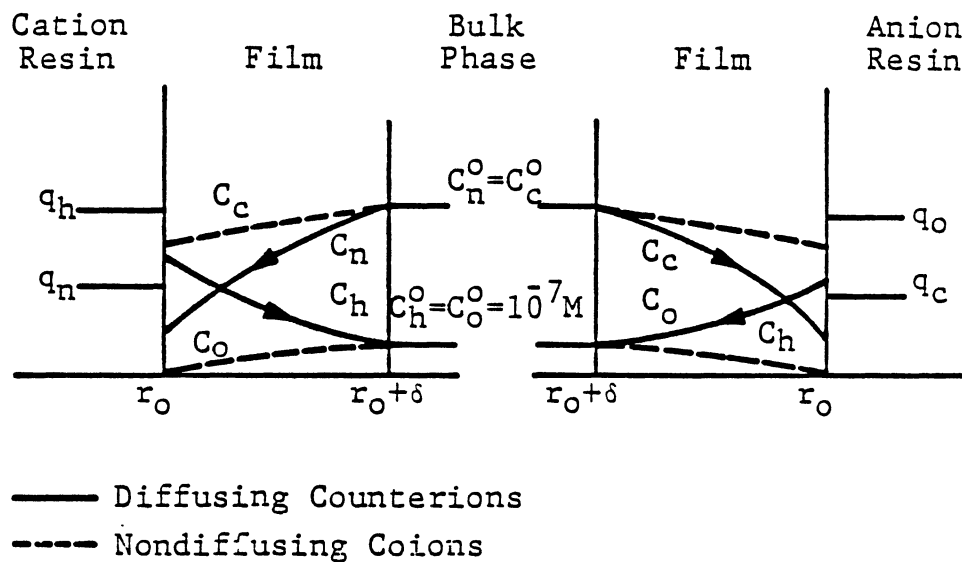 Cation Resin
Film
Bulk Phase
Film
Anion Resin
C_n^o=C_c^o
q_h
C_c
q_o
C_n
C_c
q_n
C_h
C_h^o=C_o^o=10^-7M
C_o
q_c
C_o
C_h
r_o
r_o+δ
r_o+δ
r_o
Diffusing Counterions
Nondiffusing Coions